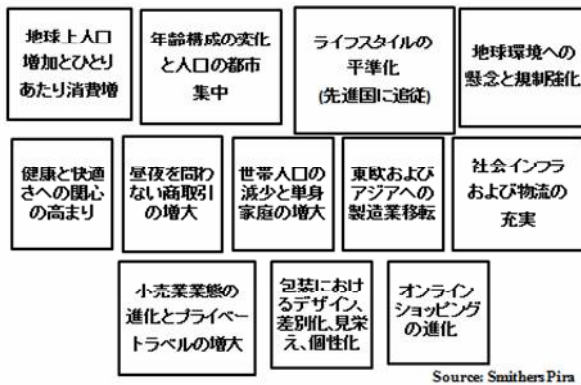 地球上人口
増加とひとり
あたり消費増
年齢構成の変化
と人口の都市
集中
ライフスタイルの
平準化
(先進国に追従)
地球環境への
懸念と規制強化
健康と快適
さへの関心
の高まり
昼夜を問わ
ない商取引
の増大
世帯人口の
減少と単身
家庭の増大
東欧および
アジアへの
製造業移転
社会インフラ
および物流の
充実
小売業業態の
進化とプライベー
トラベルの増大
包装におけ
るデザイン、
差別化、見栄
え、個性化
オンライン
ショッピング
の進化
Source: Smithers Pira